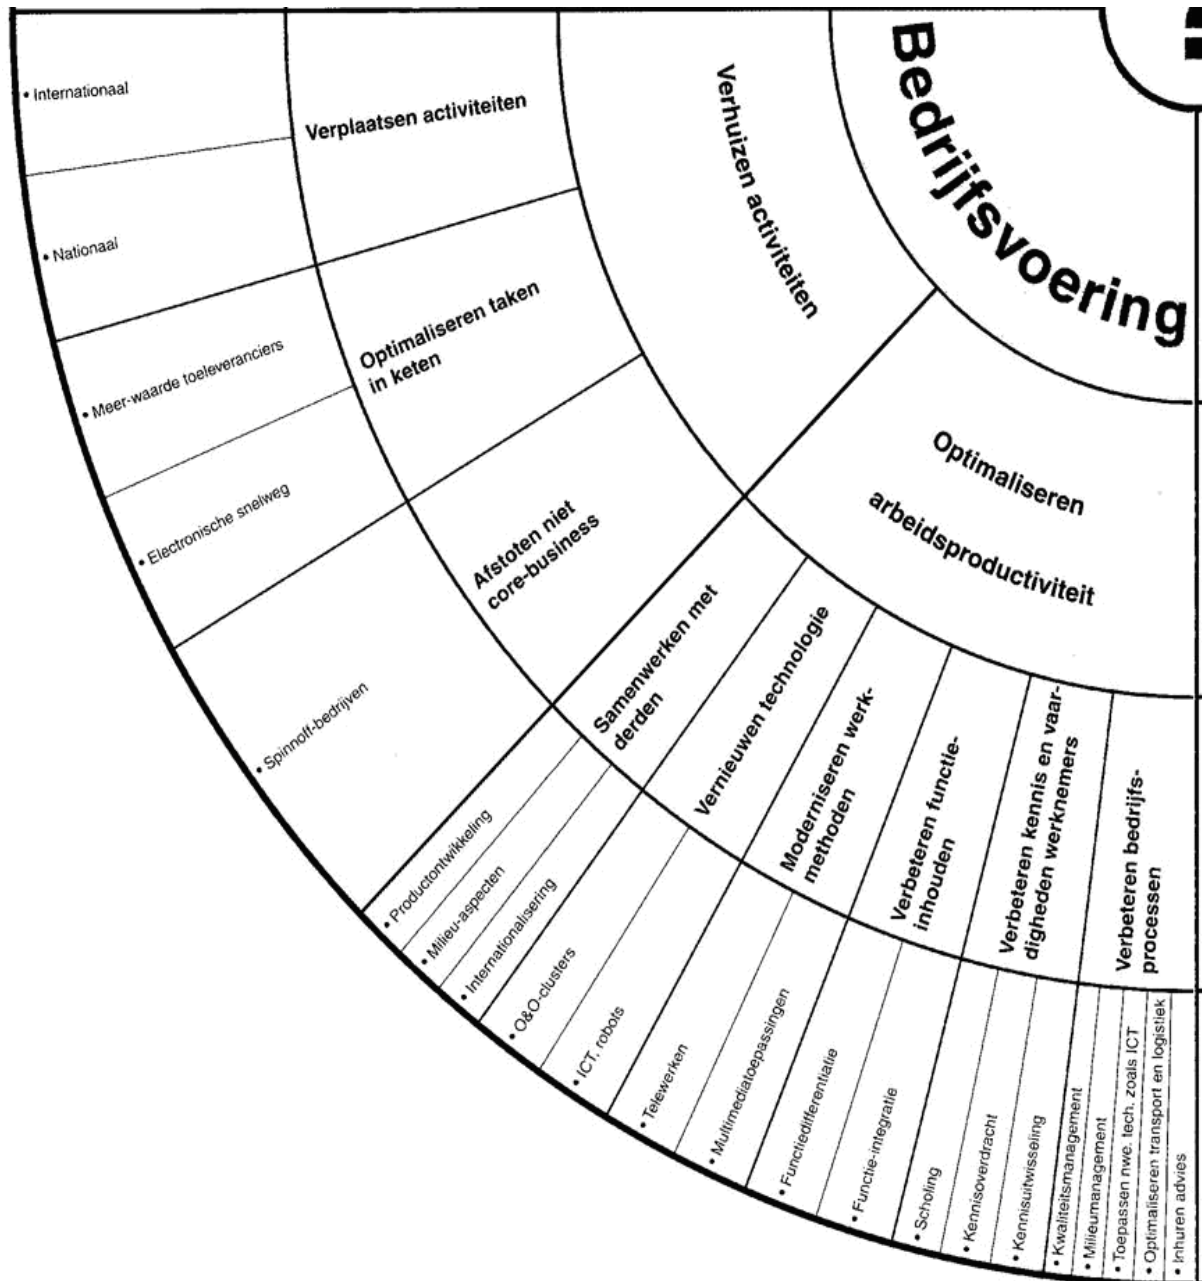 Bedrijfsvoering
Verhuizen activiteiten
Verplaatsen activiteiten
• Internationaal
• Nationaal
Optimaliseren taken
in keten
• Meer-waarde toeleveranciers
• Electronische snelweg
Afstoten niet
core-business
• Spinnoff-bedrijven
Optimaliseren
arbeidsproductiviteit
Samenwerken met
derden
• Productontwikkeling
• Milieu-aspecten
• Internationalisering
Vernieuwen technologie
• O&O-clusters
• ICT, robots
Moderniseren werk-
methoden
• Telewerken
• Multimediatoepassingen
Verbeteren functie-
inhouden
• Functiedifferentiatie
• Functie-integratie
Verbeteren kennis en vaar-
digheden werknemers
• Scholing
• Kennisoverdracht
• Kennisuitwisseling
Verbeteren bedrijfs-
processen
• Kwaliteitsmanagement
• Milieumanagement
• Toepassen nwe. tech. zoals ICT
• Optimaliseren transport en logistiek
• Inhuren advies